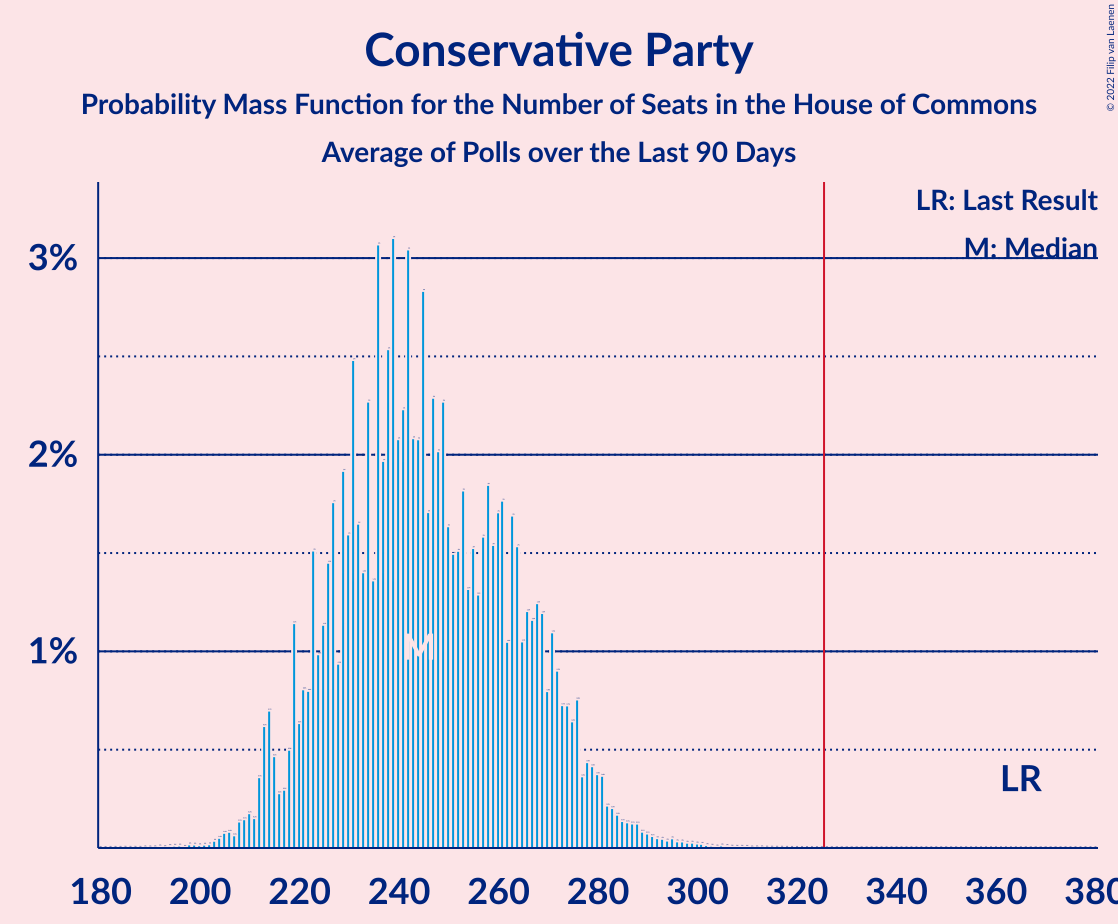 Conservative Party
Probability Mass Function for the Number of Seats in the House of Commons
Average of Polls over the Last 90 Days
© 2022 Filip van Laenen
LR: Last Result
M: Median
3%
2%
1%
M
LR
180 200 220 240 260 280 300 320 340 360 380